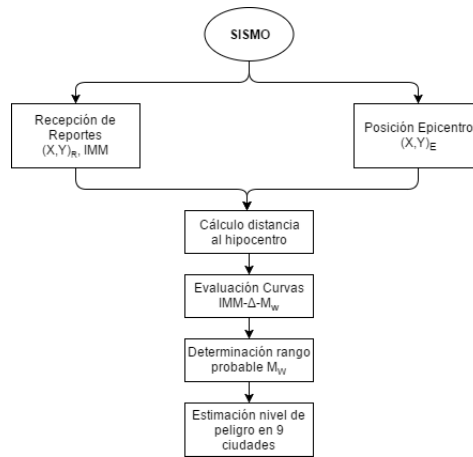 SISMO
Recepción de
Reportes
(X,Y)R, IMM
Posición Epicentro
(X,Y)E
Cálculo distancia
al hipocentro
Evaluación Curvas
IMM-Δ-Mw
Determinación rango
probable MW
Estimación nivel de
peligro en 9
ciudades